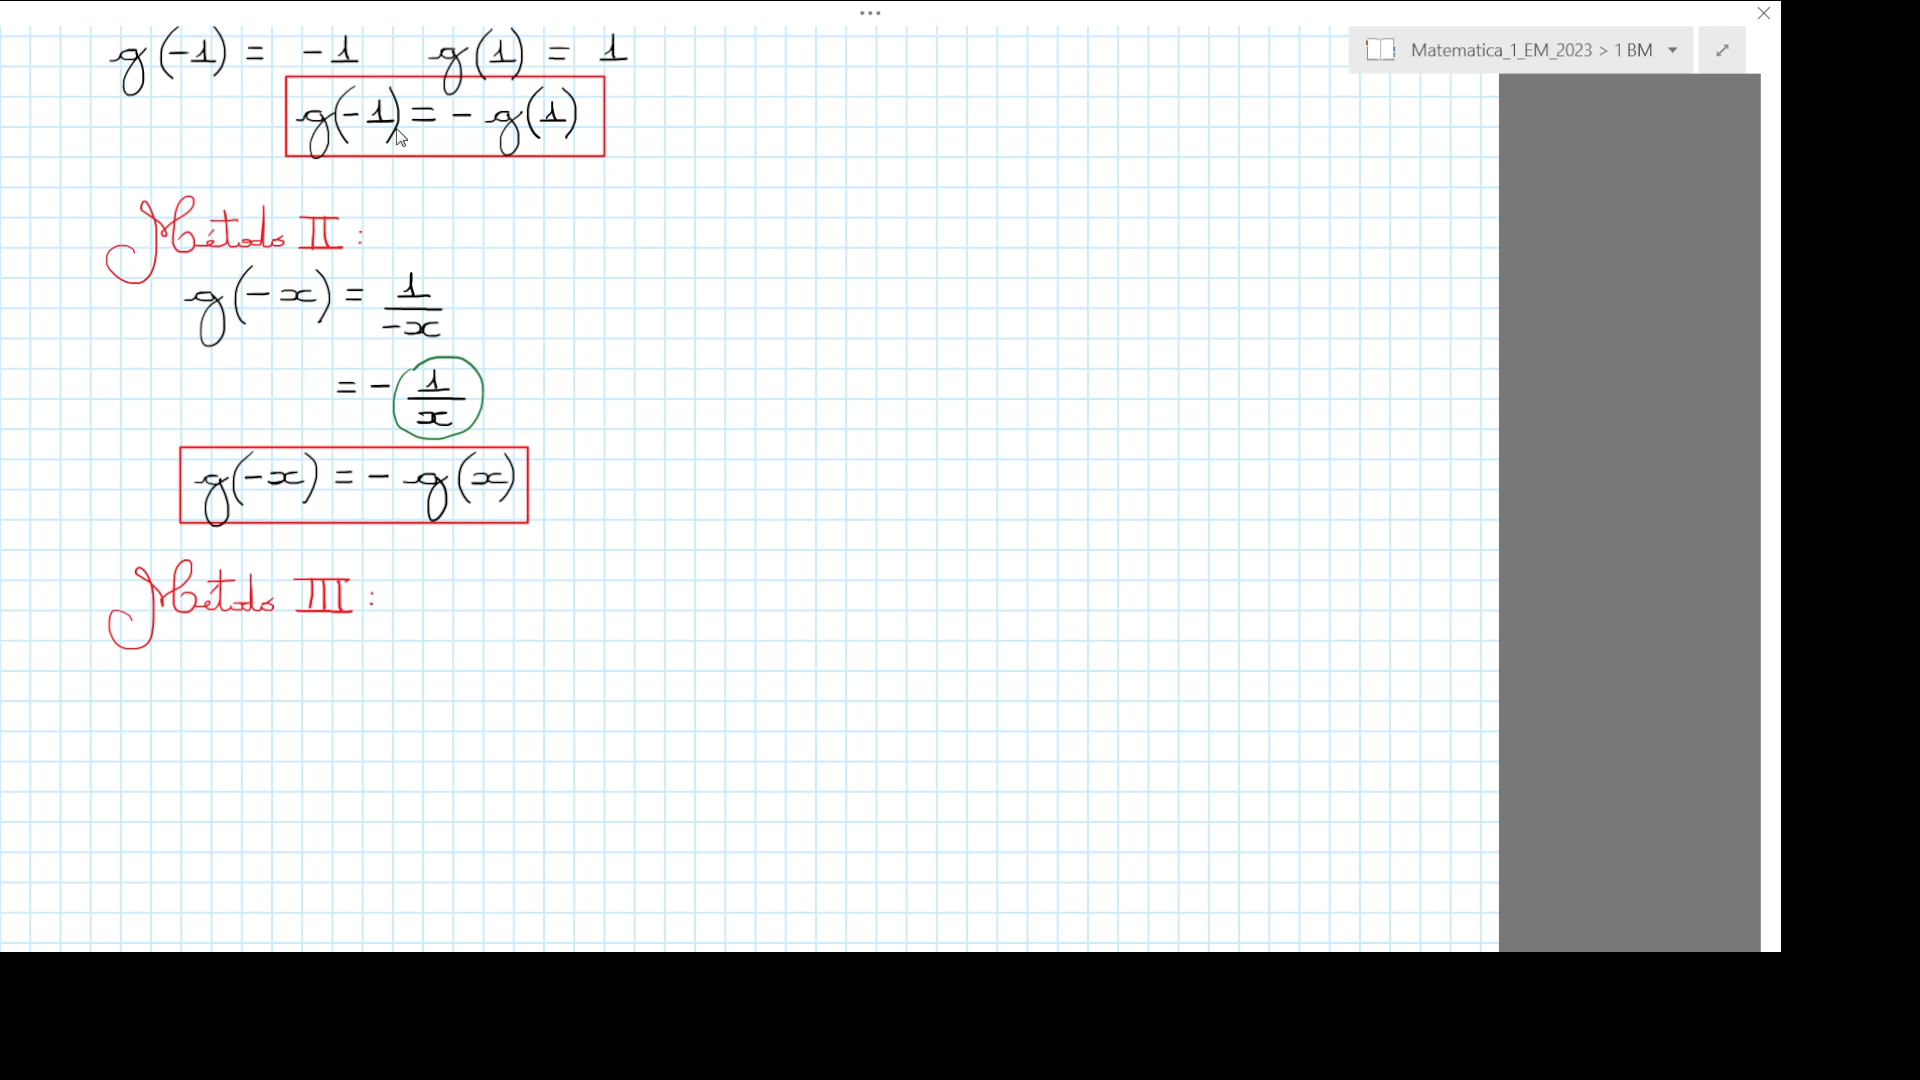 g(-1) = -1 g(1) = 1
Matematica_1_EM_2023 > 1 BM
g(-1) = - g(1)
Método II :
g(-x) = 1/-x
= - 1/x
g(-x) = - g(x)
Método III :